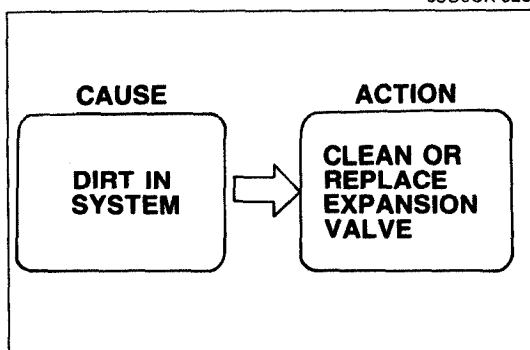 CAUSE
ACTION
DIRT IN
SYSTEM
CLEAN OR
REPLACE
EXPANSION
VALVE